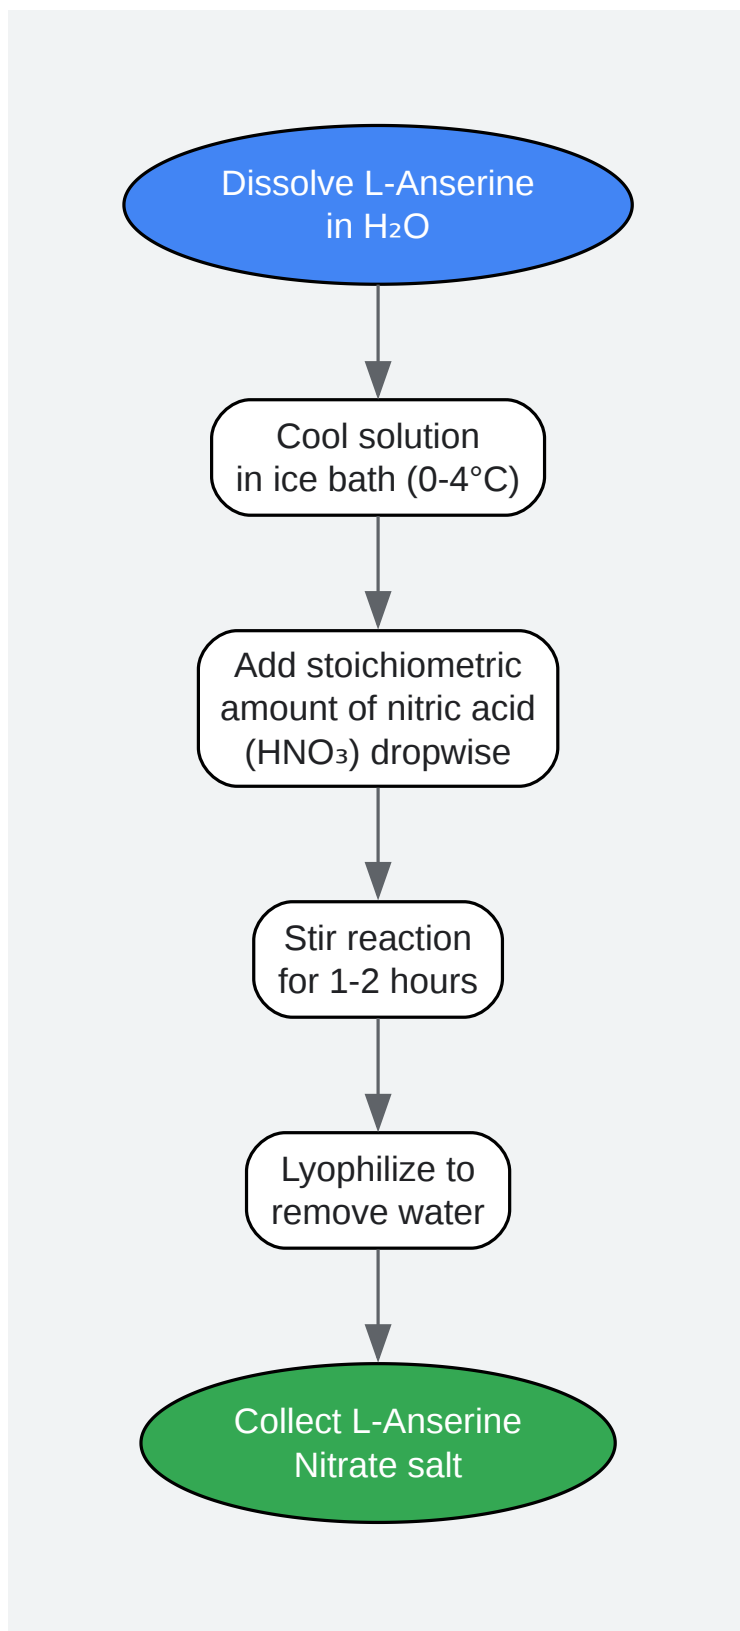 Dissolve L-Anserine
in H₂O
Cool solution
in ice bath (0-4°C)
Add stoichiometric
amount of nitric acid
(HNO₃) dropwise
Stir reaction
for 1-2 hours
Lyophilize to
remove water
Collect L-Anserine
Nitrate salt